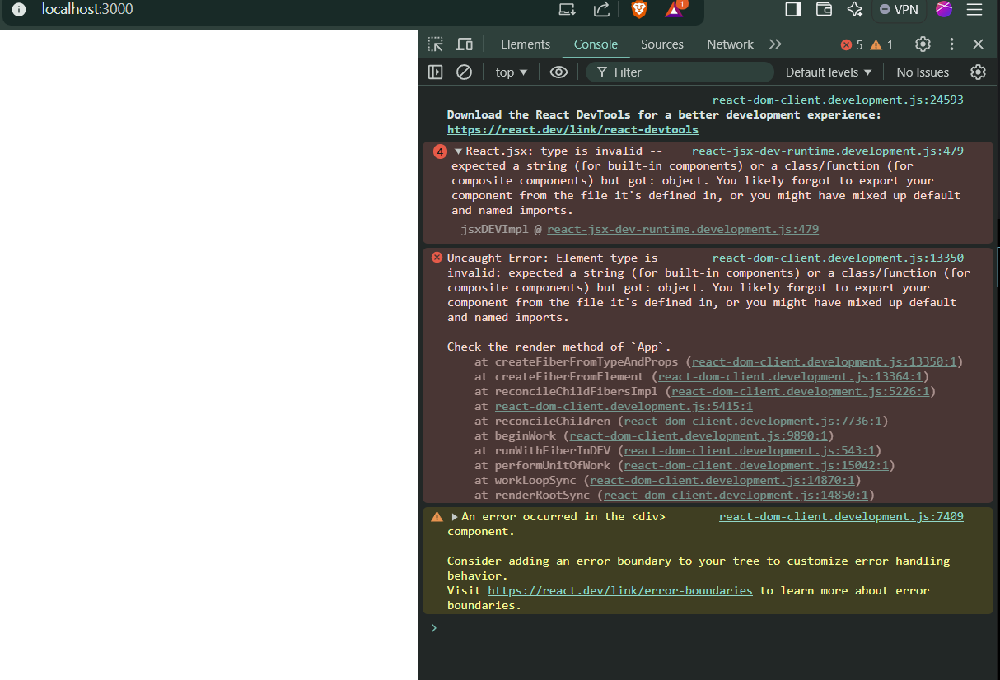 localhost:3000
1
VPN
Elements Console Sources Network 5 1
top Filter Default levels No Issues
react-dom-client.development.js:24593
Download the React DevTools for a better development experience:
https://react.dev/link/react-devtools
4 React.jsx: type is invalid -- react-jsx-dev-runtime.development.js:479
expected a string (for built-in components) or a class/function (for
composite components) but got: object. You likely forgot to export your
component from the file it's defined in, or you might have mixed up default
and named imports.
jsxDEVImpl @ react-jsx-dev-runtime.development.js:479
Uncaught Error: Element type is react-dom-client.development.js:13350
invalid: expected a string (for built-in components) or a class/function (for
composite components) but got: object. You likely forgot to export your
component from the file it's defined in, or you might have mixed up default
and named imports.
Check the render method of `App`.
at createFiberFromTypeAndProps (react-dom-client.development.js:13350:1)
at createFiberFromElement (react-dom-client.development.js:13364:1)
at reconcileChildFibersImpl (react-dom-client.development.js:5226:1)
at react-dom-client.development.js:5415:1
at reconcileChildren (react-dom-client.development.js:7736:1)
at beginWork (react-dom-client.development.js:9890:1)
at runWithFiberInDEV (react-dom-client.development.js:543:1)
at performUnitOfWork (react-dom-client.development.js:15042:1)
at workLoopSync (react-dom-client.development.js:14870:1)
at renderRootSync (react-dom-client.development.js:14850:1)
An error occurred in the <div> react-dom-client.development.js:7409
component.
Consider adding an error boundary to your tree to customize error handling
behavior.
Visit https://react.dev/link/error-boundaries to learn more about error
boundaries.